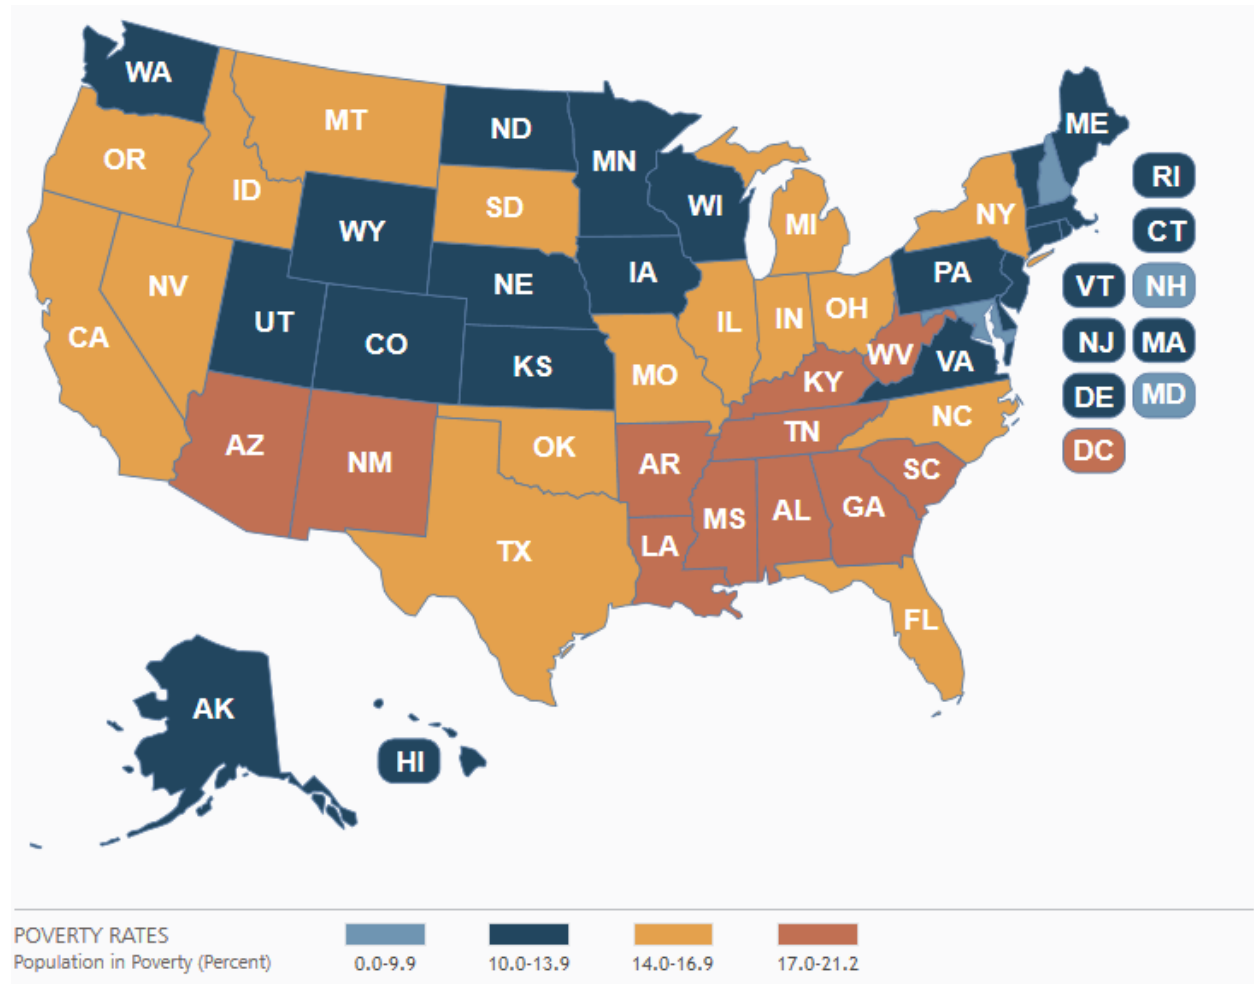 WA
ME
MT
ND
OR
MN
RI
ID
SD
WI
NY
MI
WY
CT
NV
NE
IA
PA
VT
NH
UT
IL
IN
OH
CO
CA
KS
MO
KY
WV
VA
NJ
MA
DE
MD
AZ
NM
OK
AR
TN
NC
DC
SC
TX
LA
MS
AL
GA
FL
AK
HI
POVERTY RATES
Population in Poverty (Percent)
0.0-9.9
10.0-13.9
14.0-16.9
17.0-21.2